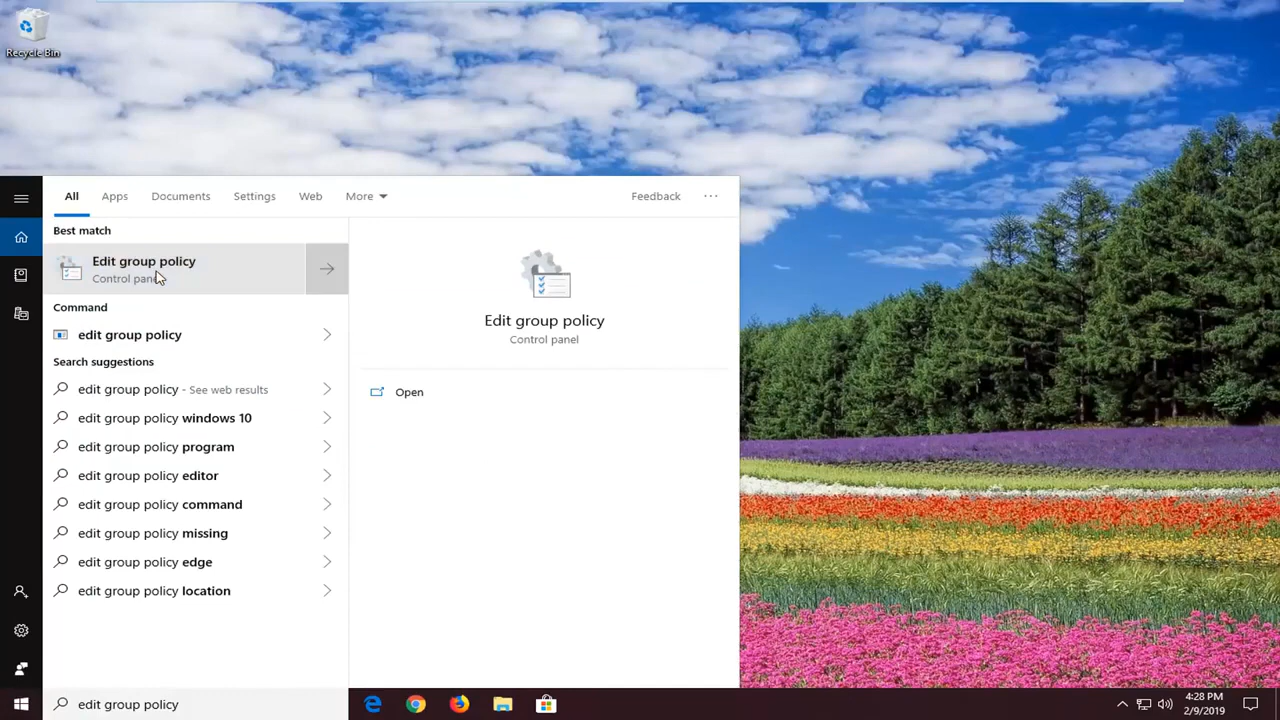 Recycle Bin
All Apps Documents Settings Web More Feedback ...
Best match
Edit group policy
Control panel
Command
edit group policy
Search suggestions
edit group policy - See web results
edit group policy windows 10
edit group policy program
edit group policy editor
edit group policy command
edit group policy missing
edit group policy edge
edit group policy location
Edit group policy
Control panel
Open
edit group policy
4:28 PM
2/9/2019